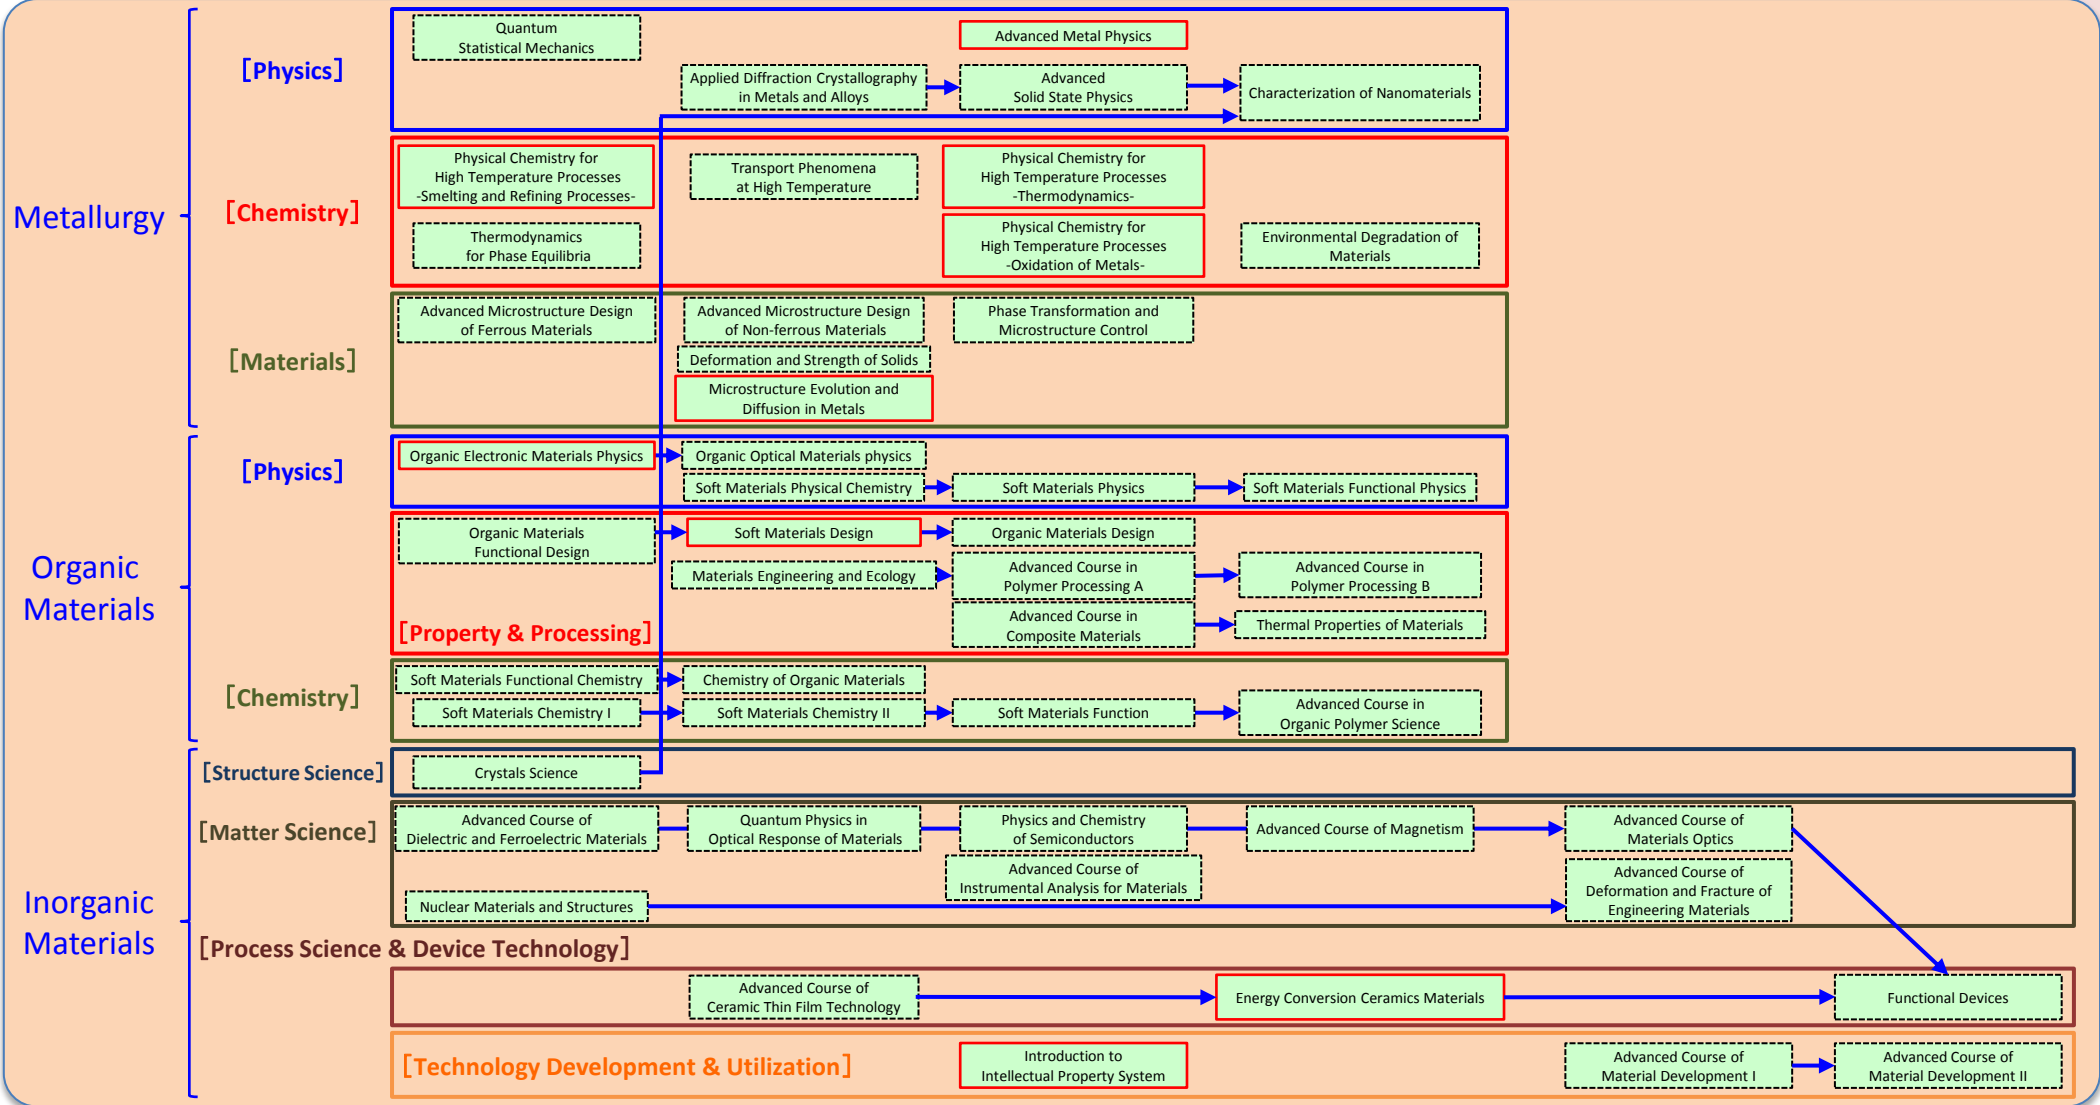 Metallurgy
[Physics]
Quantum
Statistical Mechanics
Advanced Metal Physics
Applied Diffraction Crystallography
in Metals and Alloys
Advanced
Solid State Physics
Characterization of Nanomaterials
[Chemistry]
Physical Chemistry for
High Temperature Processes
-Smelting and Refining Processes-
Transport Phenomena
at High Temperature
Physical Chemistry for
High Temperature Processes
-Thermodynamics-
Thermodynamics
for Phase Equilibria
Physical Chemistry for
High Temperature Processes
-Oxidation of Metals-
Environmental Degradation of
Materials
[Materials]
Advanced Microstructure Design
of Ferrous Materials
Advanced Microstructure Design
of Non-ferrous Materials
Phase Transformation and
Microstructure Control
Deformation and Strength of Solids
Microstructure Evolution and
Diffusion in Metals
Organic
Materials
[Physics]
Organic Electronic Materials Physics
Organic Optical Materials physics
Soft Materials Physical Chemistry
Soft Materials Physics
Soft Materials Functional Physics
[Property & Processing]
Organic Materials
Functional Design
Soft Materials Design
Organic Materials Design
Materials Engineering and Ecology
Advanced Course in
Polymer Processing A
Advanced Course in
Polymer Processing B
Advanced Course in
Composite Materials
Thermal Properties of Materials
[Chemistry]
Soft Materials Functional Chemistry
Chemistry of Organic Materials
Soft Materials Chemistry I
Soft Materials Chemistry II
Soft Materials Function
Advanced Course in
Organic Polymer Science
Inorganic
Materials
[Structure Science]
Crystals Science
[Matter Science]
Advanced Course of
Dielectric and Ferroelectric Materials
Quantum Physics in
Optical Response of Materials
Physics and Chemistry
of Semiconductors
Advanced Course of Magnetism
Advanced Course of
Materials Optics
Advanced Course of
Instrumental Analysis for Materials
Nuclear Materials and Structures
Advanced Course of
Deformation and Fracture of
Engineering Materials
[Process Science & Device Technology]
Advanced Course of
Ceramic Thin Film Technology
Energy Conversion Ceramics Materials
Functional Devices
[Technology Development & Utilization]
Introduction to
Intellectual Property System
Advanced Course of
Material Development I
Advanced Course of
Material Development II